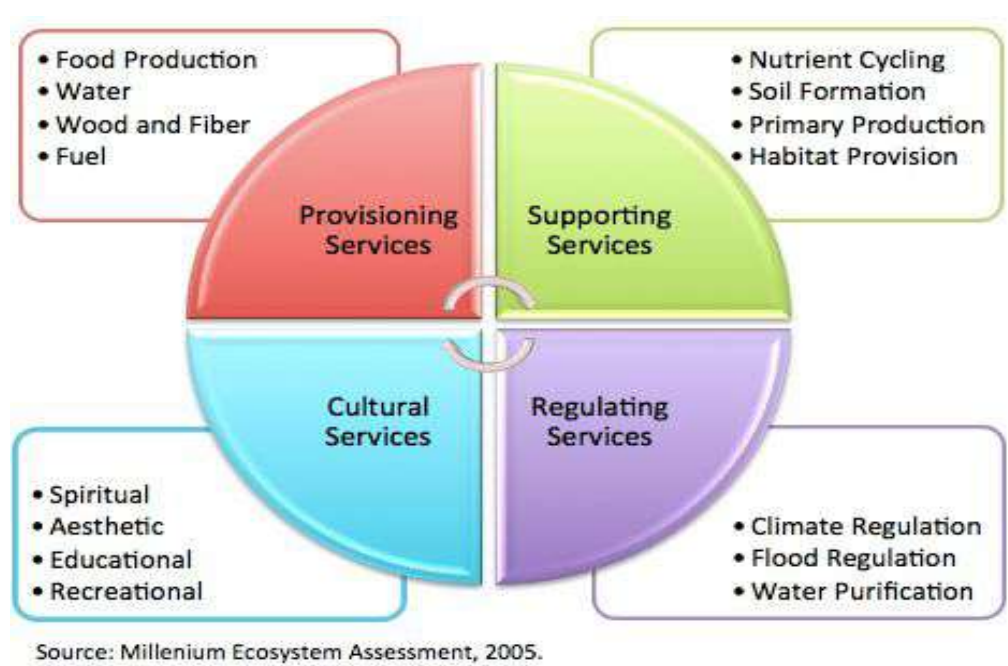 • Food Production
• Water
• Wood and Fiber
• Fuel
• Nutrient Cycling
• Soil Formation
• Primary Production
• Habitat Provision
Provisioning
Services
Supporting
Services
Cultural
Services
Regulating
Services
• Spiritual
• Aesthetic
• Educational
• Recreational
• Climate Regulation
• Flood Regulation
• Water Purification
Source: Millenium Ecosystem Assessment, 2005.